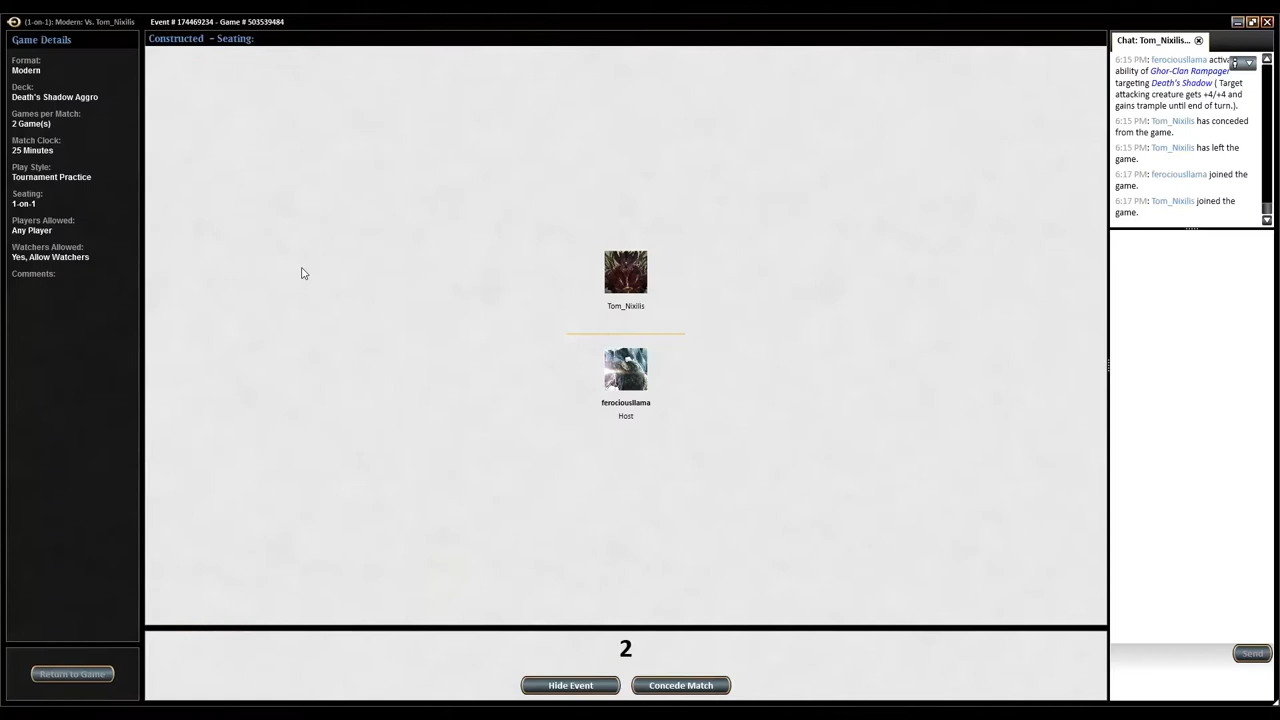 (1-on-1): Modern: Vs. Tom_Nixilis
Event # 174469234 - Game # 503539484
Game Details
Format:
Modern
Deck:
Death's Shadow Aggro
Games per Match:
2 Game(s)
Match Clock:
25 Minutes
Play Style:
Tournament Practice
Seating:
1-on-1
Players Allowed:
Any Player
Watchers Allowed:
Yes, Allow Watchers
Comments:
Return to Game
Constructed - Seating:
Tom_Nixilis
ferociousllama
Host
2
Hide Event
Concede Match
Chat: Tom_Nixilis...
6:15 PM: ferociousllama
ability of Ghor-Clan Rampager
targeting Death's Shadow ( Target
attacking creature gets +4/+4 and
gains trample until end of turn.).
6:15 PM: Tom_Nixilis has conceded
from the game.
6:15 PM: Tom_Nixilis has left the
game.
6:17 PM: ferociousllama joined the
game.
6:17 PM: Tom_Nixilis joined the
game.
Send